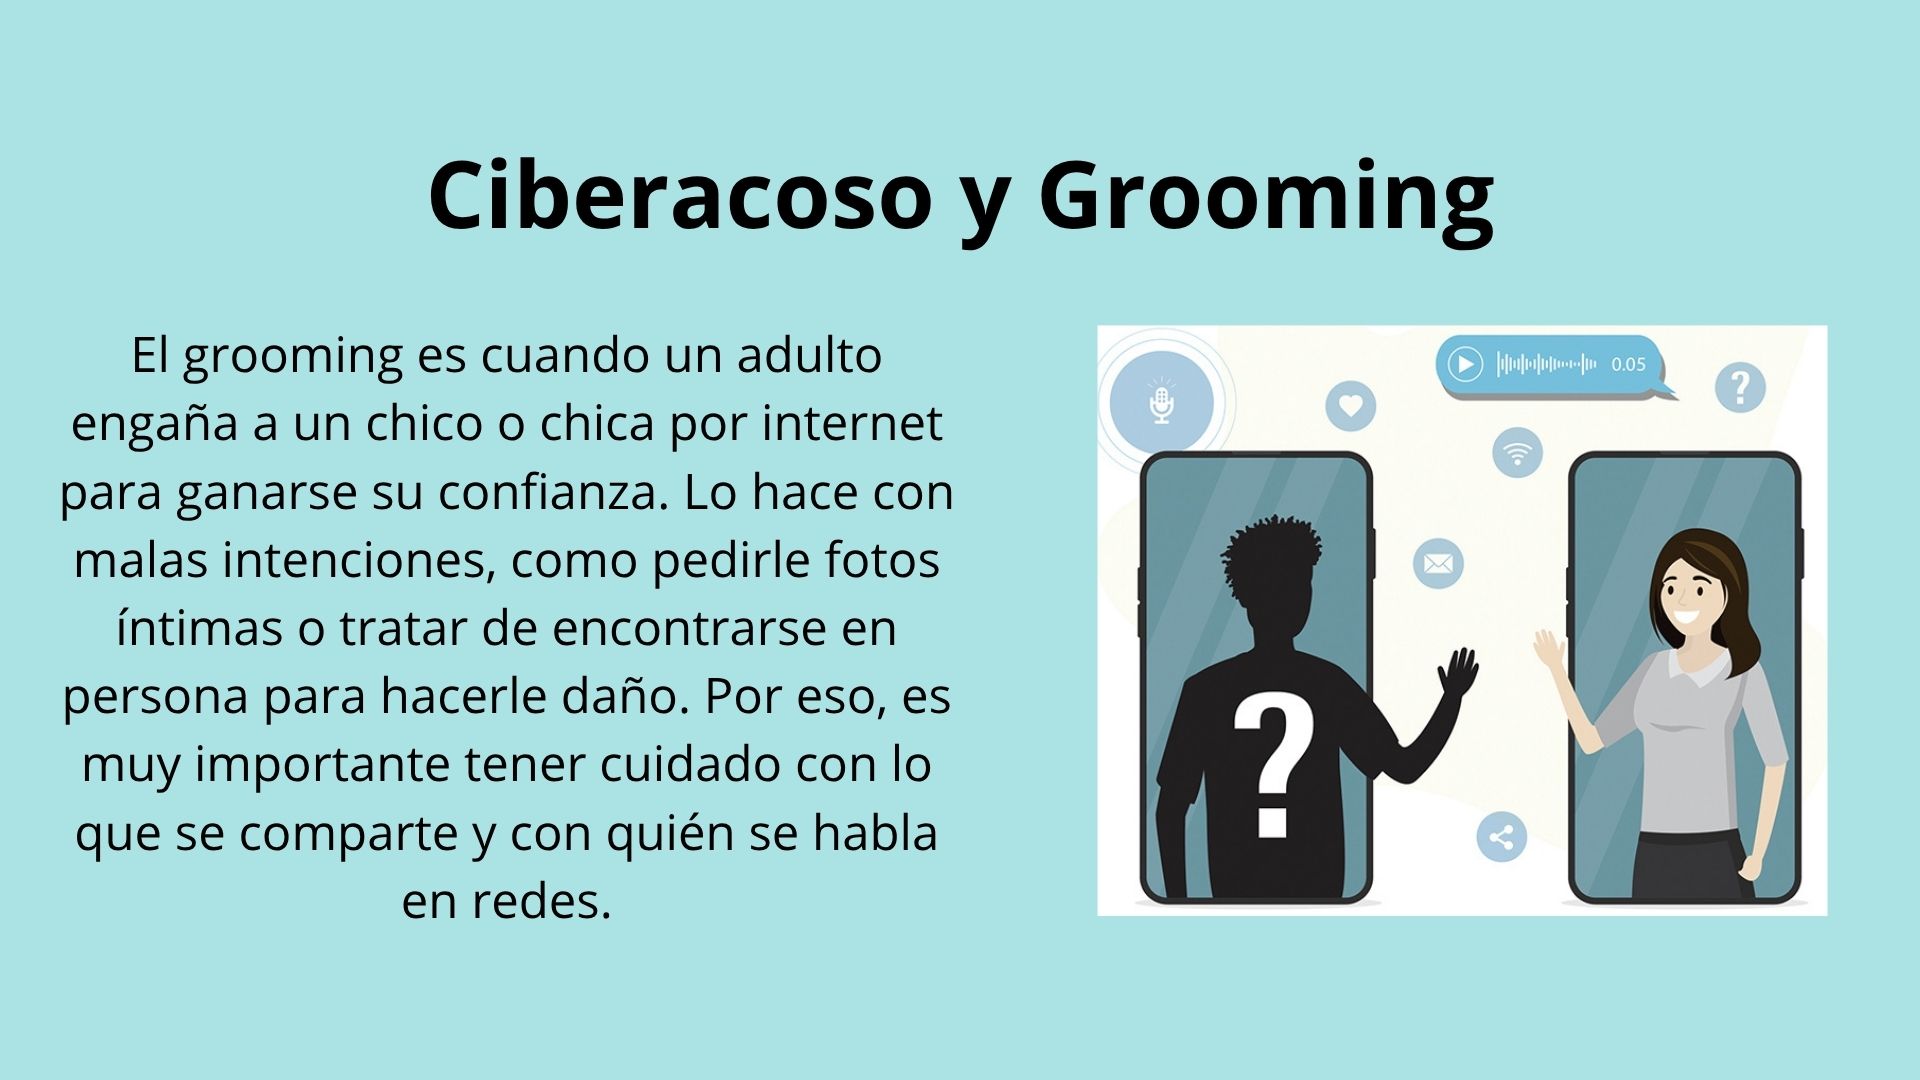 Ciberacoso y Grooming
El grooming es cuando un adulto
engaña a un chico o chica por internet
para ganarse su confianza. Lo hace con
malas intenciones, como pedirle fotos
íntimas o tratar de encontrarse en
persona para hacerle daño. Por eso, es
muy importante tener cuidado con lo
que se comparte y con quién se habla
en redes.
0.05
?
?